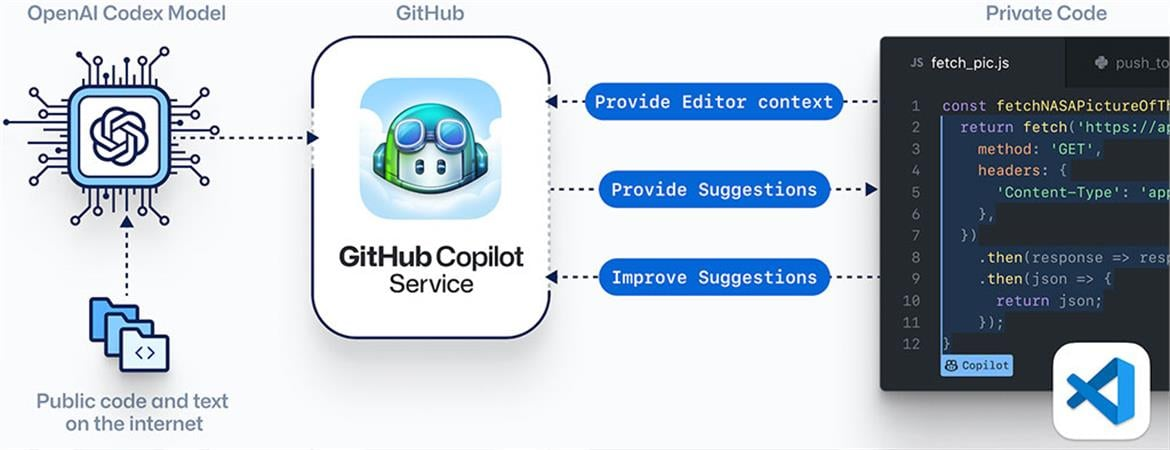 OpenAI Codex Model
GitHub
Private Code
JS fetch_pic.js
push_to
Provide Editor context
Provide Suggestions
Improve Suggestions
GitHub Copilot
Service
Public code and text
on the internet
1 const fetchNASAPictureOfTh
2 return fetch('https://ap
3 method: 'GET',
4 headers: {
5 'Content-Type': 'app
6 },
7 })
8 .then(response => resp
9 .then(json => {
10 return json;
11 });
12 }
Copilot